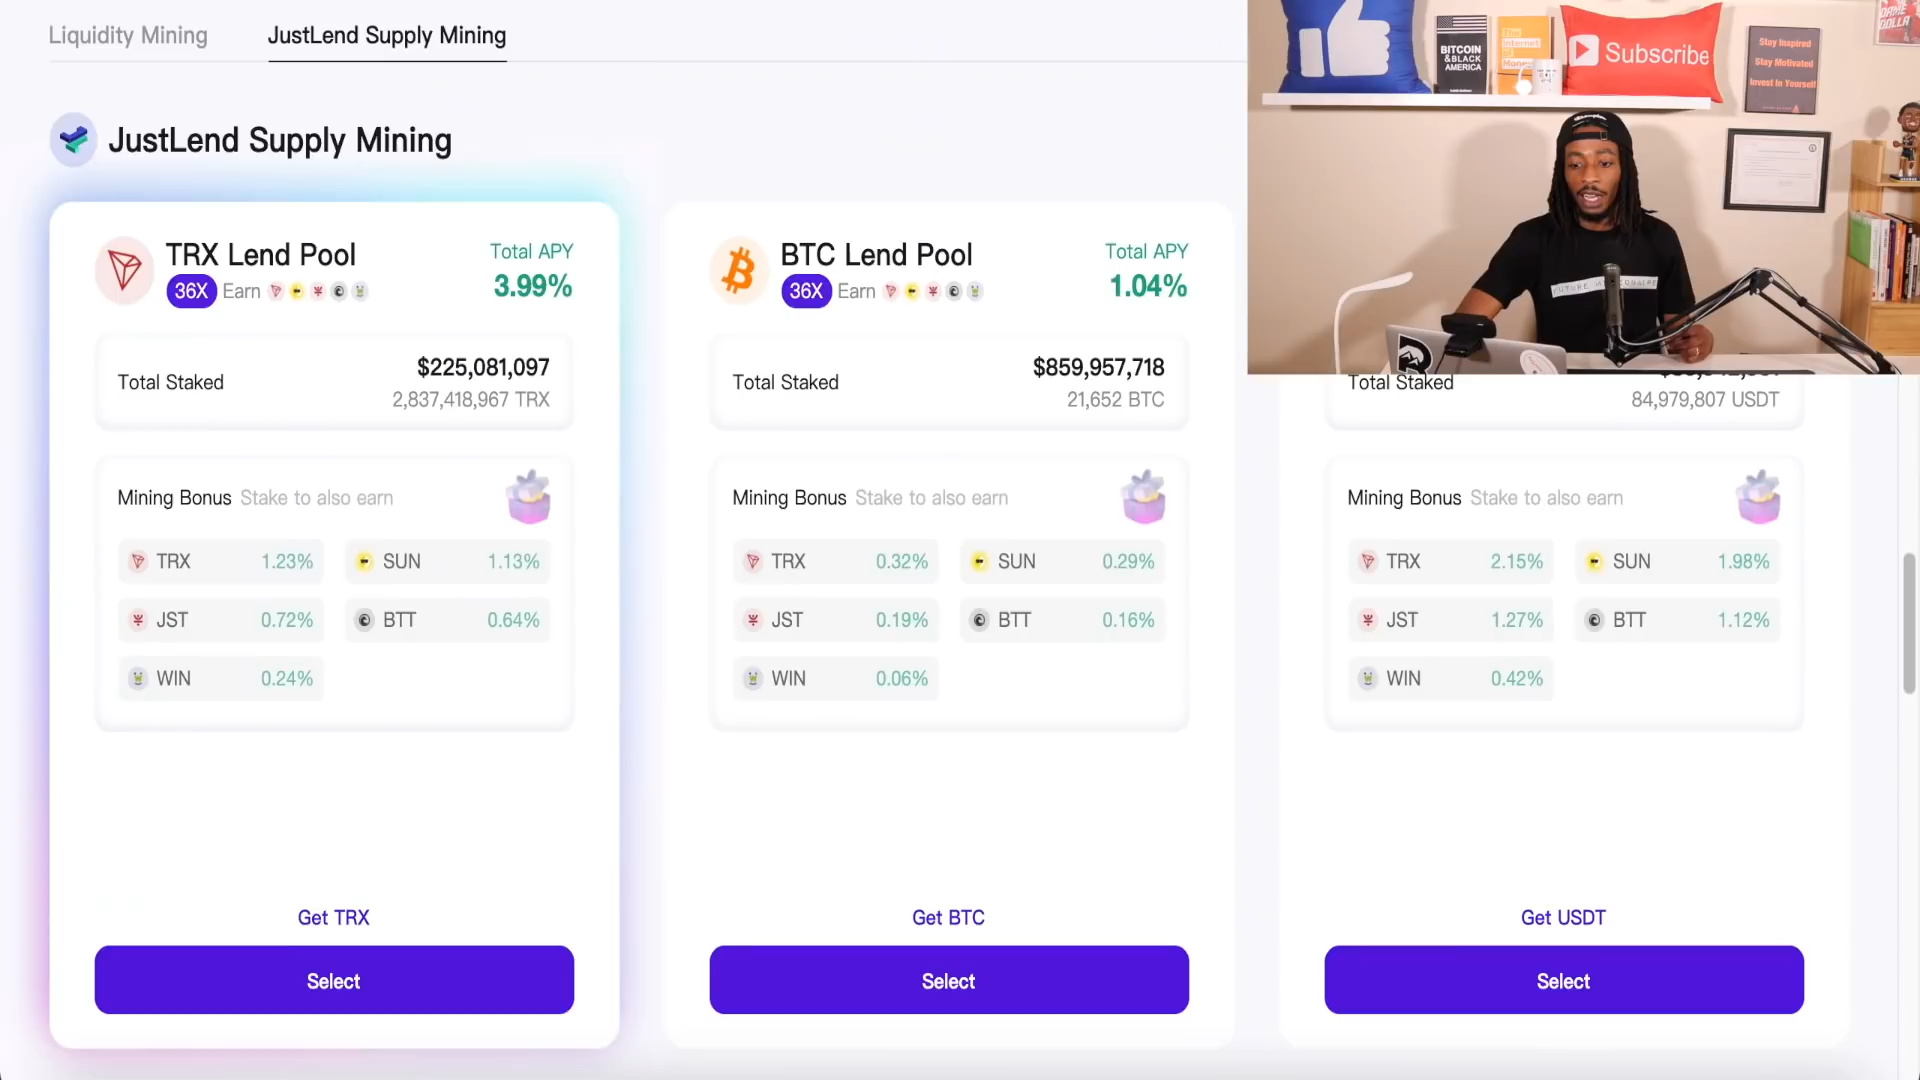 Liquidity Mining
JustLend Supply Mining
JustLend Supply Mining
TRX Lend Pool
36X Earn
Total APY
3.99%
Total Staked
$225,081,097
2,837,418,967 TRX
Mining Bonus Stake to also earn
TRX 1.23%
SUN 1.13%
JST 0.72%
BTT 0.64%
WIN 0.24%
Get TRX
Select
BTC Lend Pool
36X Earn
Total APY
1.04%
Total Staked
$859,957,718
21,652 BTC
Mining Bonus Stake to also earn
TRX 0.32%
SUN 0.29%
JST 0.19%
BTT 0.16%
WIN 0.06%
Get BTC
Select
Total Staked
84,979,807 USDT
Mining Bonus Stake to also earn
TRX 2.15%
SUN 1.98%
JST 1.27%
BTT 1.12%
WIN 0.42%
Get USDT
Select
BITCOIN
& BLACK
AMERICA
The
Internet
of
Money
Subscribe
Stay Inspired
Stay Motivated
Invest In Yourself
DAME
DOLLA